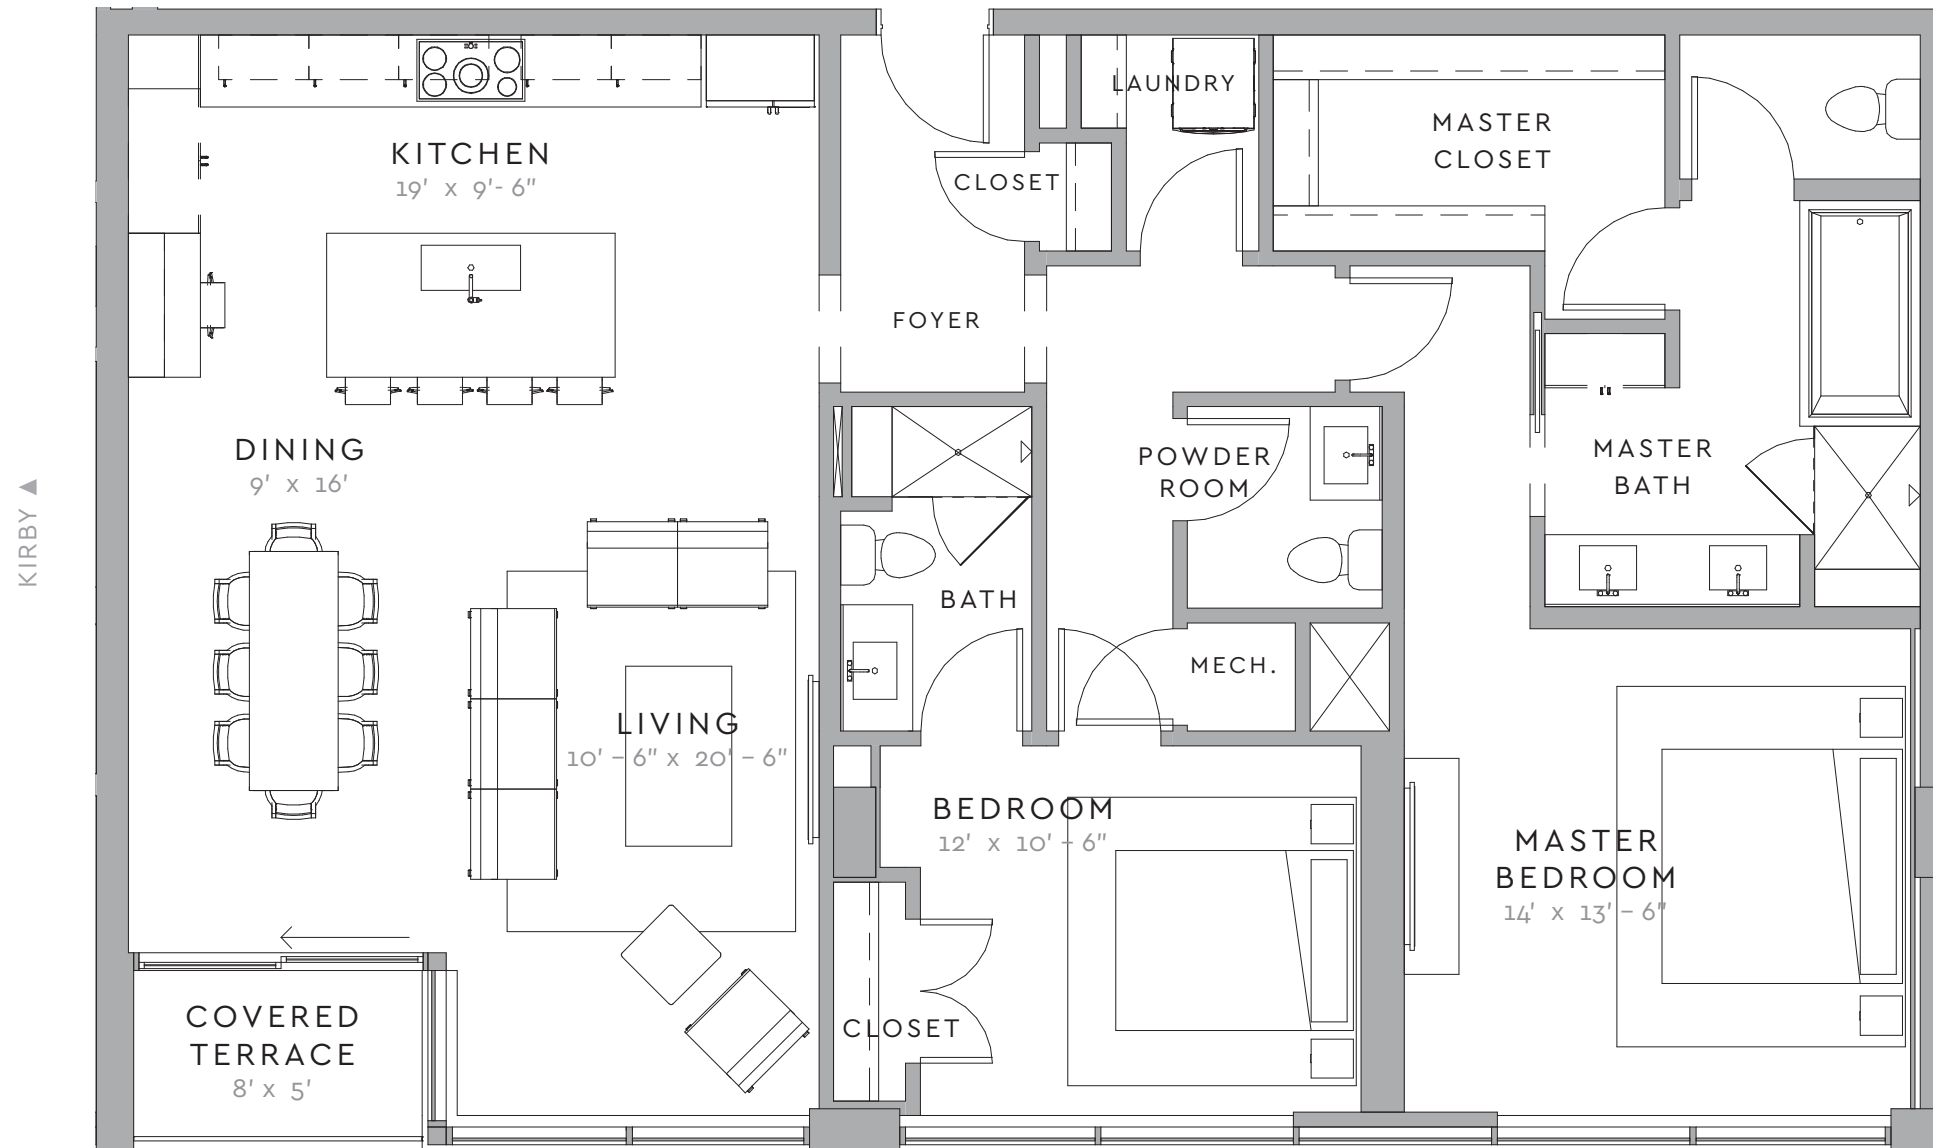 LAUNDRY
MASTER
CLOSET
KITCHEN
19' x 9'- 6"
CLOSET
FOYER
DINING
9' x 16'
POWDER
ROOM
MASTER
BATH
KIRBY ▲
BATH
MECH.
LIVING
10' – 6" x 20' – 6"
BEDROOM
12' x 10' – 6"
MASTER
BEDROOM
14' x 13' – 6"
COVERED
TERRACE
8' x 5'
CLOSET